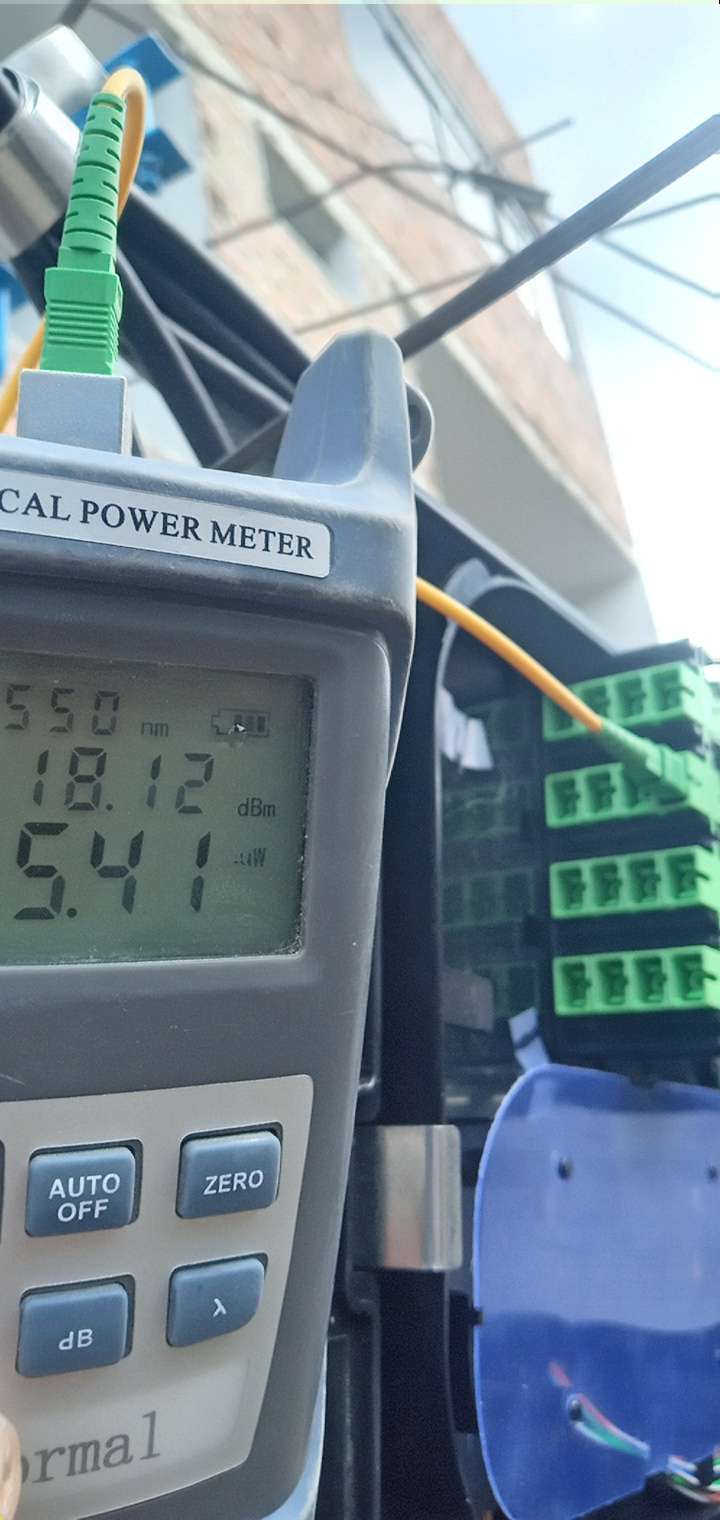 CAL POWER METER
550 nm
18.12 dBm
5.41 uW
AUTO OFF
ZERO
dB
λ
ormal